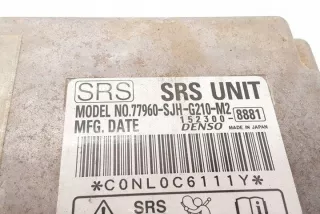 SRS SRS UNIT
MODEL NO.77960-SJH-G210-M2
MFG. DATE 152300-8881
DENSO MADE IN JAPAN
*C0NL0C6111Y*
SRS